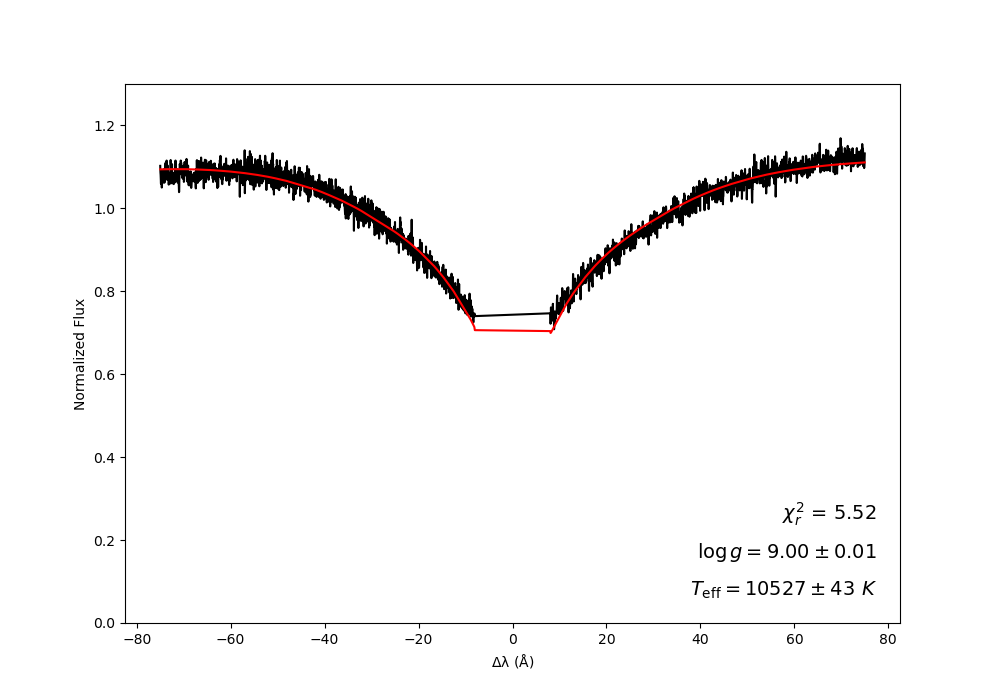 1.2
1.0
0.8
0.6
0.4
0.2
0.0
Normalized Flux
χ²ᵣ = 5.52
log g = 9.00 ± 0.01
T_eff = 10527 ± 43 K
−80 −60 −40 −20 0 20 40 60 80
Δλ (Å)